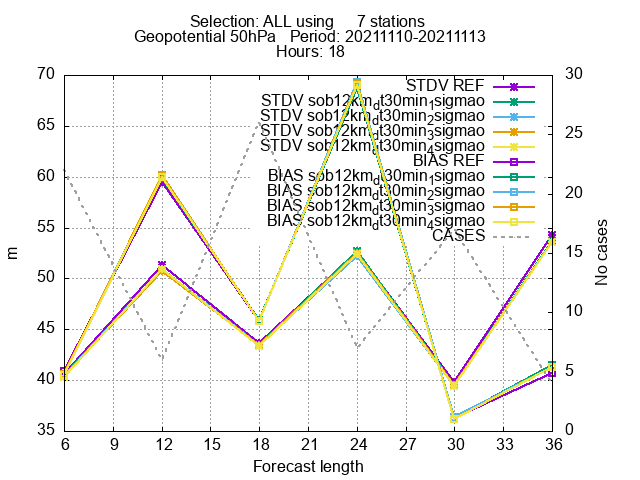 Selection: ALL using 7 stations
Geopotential 50hPa Period: 20211110-20211113
Hours: 18
STDV REF
STDV sob12km_dt30min_1sigmao
STDV sob12km_dt30min_2sigmao
STDV sob12km_dt30min_3sigmao
STDV sob12km_dt30min_4sigmao
BIAS REF
BIAS sob12km_dt30min_1sigmao
BIAS sob12km_dt30min_2sigmao
BIAS sob12km_dt30min_3sigmao
BIAS sob12km_dt30min_4sigmao
CASES
70
65
60
55
50
45
40
35
m
30
25
20
15
10
5
0
No cases
6 9 12 15 18 21 24 27 30 33 36
Forecast length